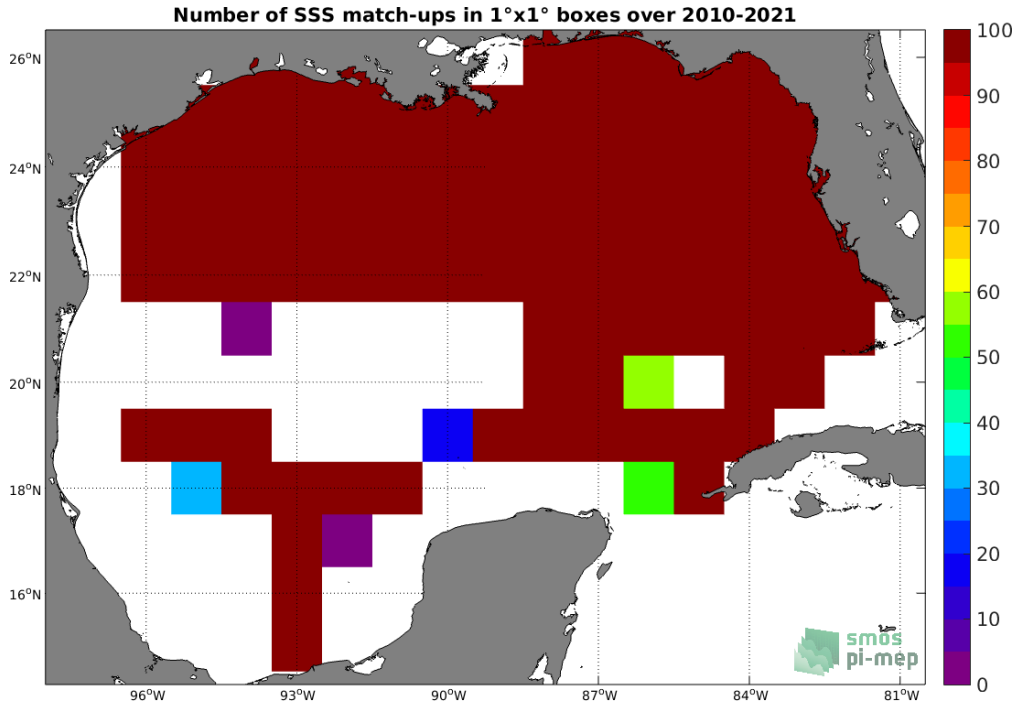 Number of SSS match-ups in 1°x1° boxes over 2010-2021
26°N
24°N
22°N
20°N
18°N
16°N
96°W
93°W
90°W
87°W
84°W
81°W
100
90
80
70
60
50
40
30
20
10
0
smos
pi-mep